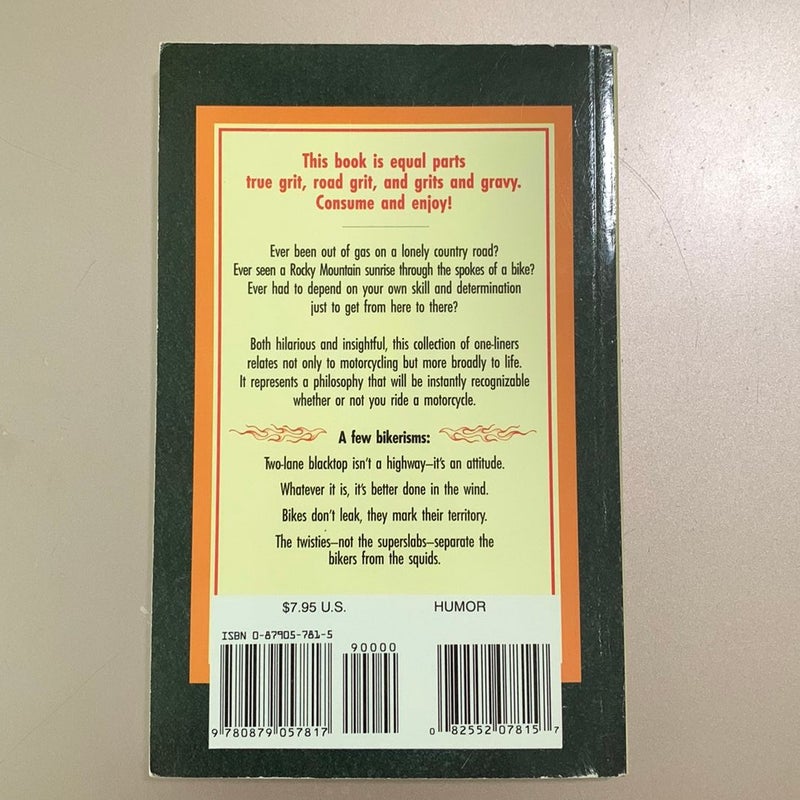 This book is equal parts
true grit, road grit, and grits and gravy.
Consume and enjoy!
Ever been out of gas on a lonely country road?
Ever seen a Rocky Mountain sunrise through the spokes of a bike?
Ever had to depend on your own skill and determination
just to get from here to there?
Both hilarious and insightful, this collection of one-liners
relates not only to motorcycling but more broadly to life.
It represents a philosophy that will be instantly recognizable
whether or not you ride a motorcycle.
A few bikerisms:
Two-lane blacktop isn't a highway—it's an attitude.
Whatever it is, it's better done in the wind.
Bikes don't leak, they mark their territory.
The twisties—not the superslabs—separate the
bikers from the squids.
$7.95 U.S. HUMOR
ISBN 0-87905-781-5
90000
9 780879 057817
0 82552 07815 7